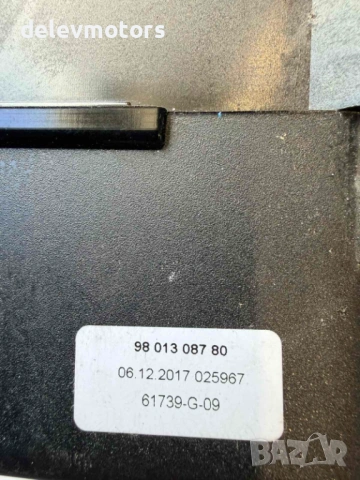 delevmotors
98 013 087 80
06.12.2017 025967
61739-G-09
BAZAR